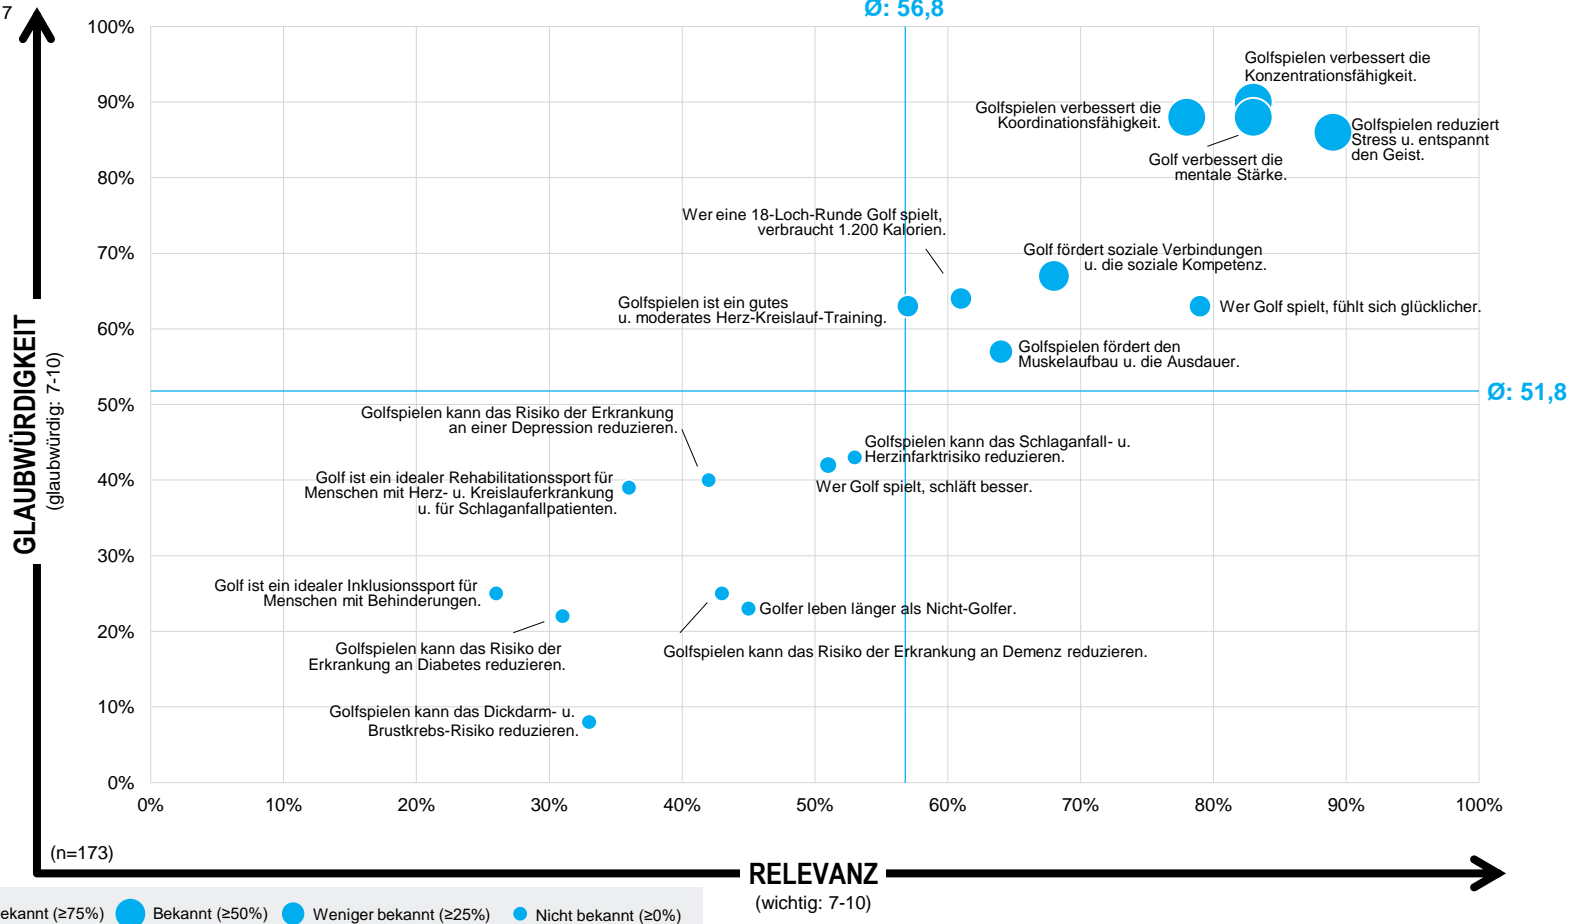 7
Ø: 56,8
100%
90%
80%
70%
60%
50%
40%
30%
20%
10%
0%
GLAUBWÜRDIGKEIT
(glaubwürdig: 7-10)
Golfspielen verbessert die
Konzentrationsfähigkeit.
Golfspielen verbessert die
Koordinationsfähigkeit.
Golfspielen reduziert
Stress u. entspannt
den Geist.
Golf verbessert die
mentale Stärke.
Wer eine 18-Loch-Runde Golf spielt,
verbraucht 1.200 Kalorien.
Golf fördert soziale Verbindungen
u. die soziale Kompetenz.
Golfspielen ist ein gutes
u. moderates Herz-Kreislauf-Training.
Wer Golf spielt, fühlt sich glücklicher.
Golfspielen fördert den
Muskelaufbau u. die Ausdauer.
Ø: 51,8
Golfspielen kann das Risiko der Erkrankung
an einer Depression reduzieren.
Golfspielen kann das Schlaganfall- u.
Herzinfarktrisiko reduzieren.
Golf ist ein idealer Rehabilitationssport für
Menschen mit Herz- u. Kreislauferkrankung
u. für Schlaganfallpatienten.
Wer Golf spielt, schläft besser.
Golf ist ein idealer Inklusionssport für
Menschen mit Behinderungen.
Golfer leben länger als Nicht-Golfer.
Golfspielen kann das Risiko der
Erkrankung an Diabetes reduzieren.
Golfspielen kann das Risiko der Erkrankung an Demenz reduzieren.
Golfspielen kann das Dickdarm- u.
Brustkrebs-Risiko reduzieren.
0%
10%
20%
30%
40%
50%
60%
70%
80%
90%
100%
(n=173)
RELEVANZ
(wichtig: 7-10)
ekannt (≥75%)
Bekannt (≥50%)
Weniger bekannt (≥25%)
Nicht bekannt (≥0%)